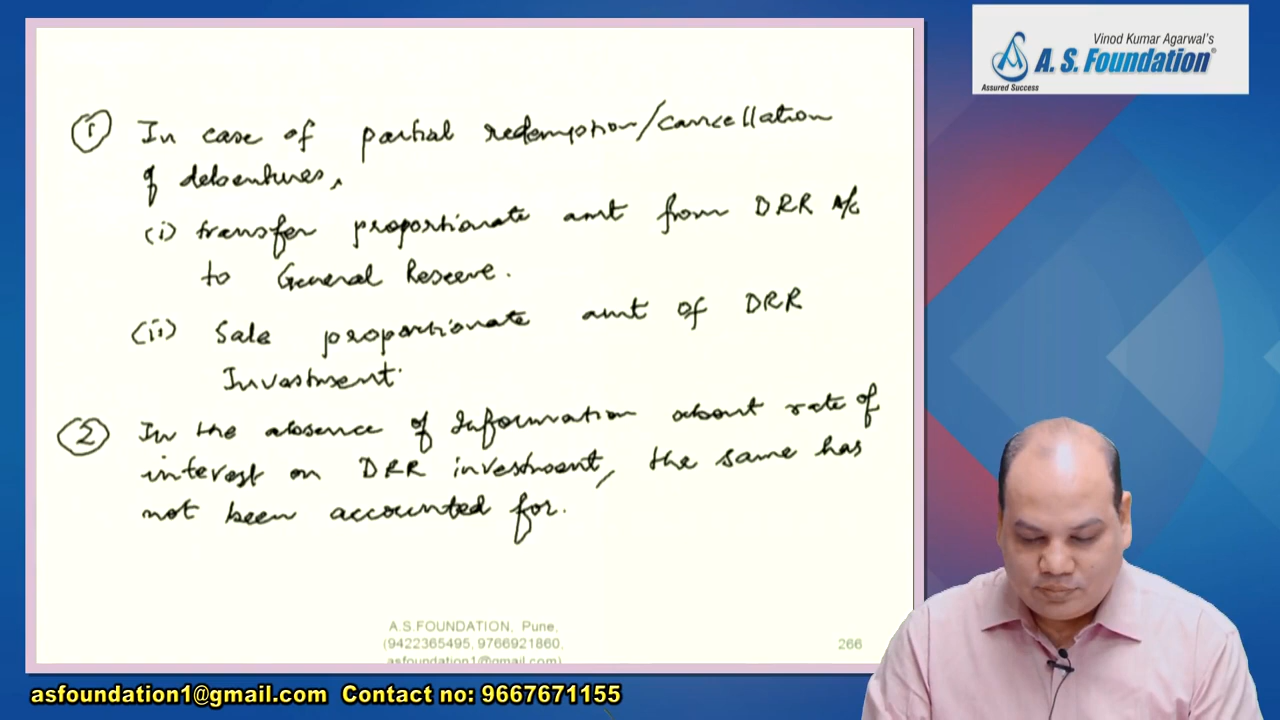 Vinod Kumar Agarwal's
A. S. Foundation®
Assured Success
① In case of partial redemption/cancellation
of debentures,
(i) transfer proportionate amt from DRR A/c
to General Reserve.
(ii) Sale proportionate amt of DRR
Investment.
② In the absence of Information about rate of
interest on DRR investment, the same has
not been accounted for.
A.S.FOUNDATION, Pune,
(9422365495, 9766921860,
asfoundation1@gmail.com)
266
asfoundation1@gmail.com Contact no: 9667671155